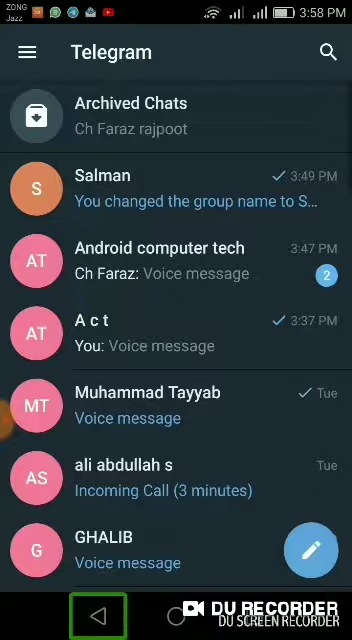 ZONG
Jazz
3:58 PM
Telegram
Archived Chats
Ch Faraz rajpoot
S
Salman
3:49 PM
You changed the group name to S...
AT
Android computer tech
3:47 PM
Ch Faraz: Voice message
2
AT
A c t
3:37 PM
You: Voice message
MT
Muhammad Tayyab
Tue
Voice message
AS
ali abdullah s
Tue
Incoming Call (3 minutes)
G
GHALIB
Voice message
DU RECORDER
DU SCREEN RECORDER